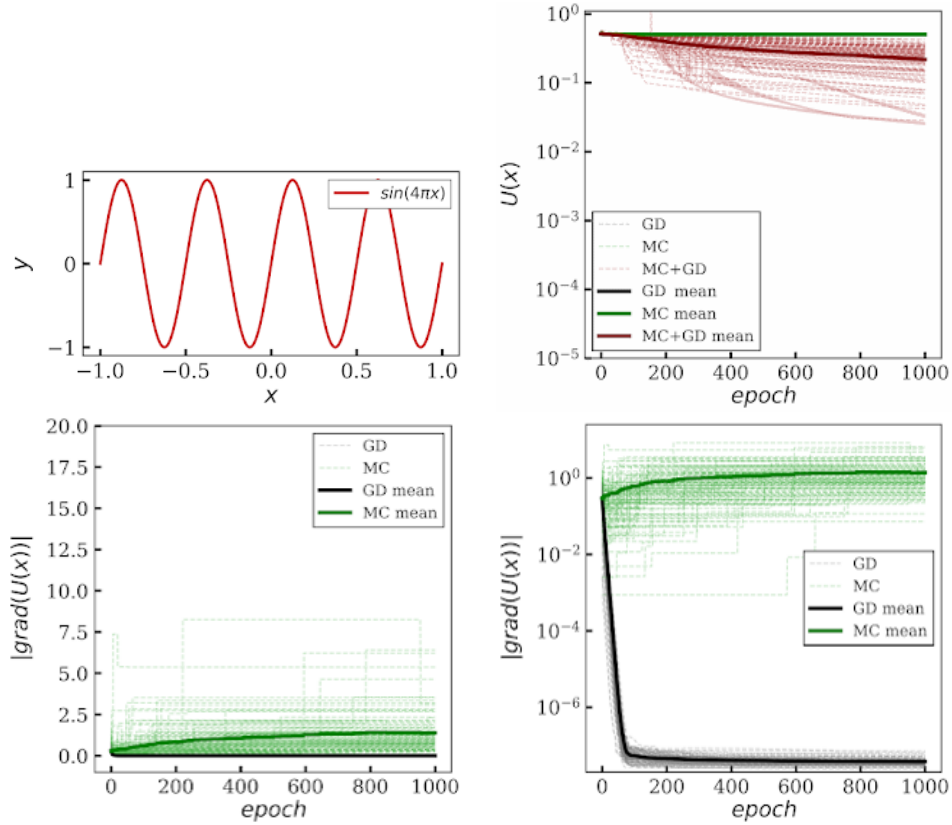 sin(4πx)
1
0
−1
y
−1.0 −0.5 0.0 0.5 1.0
x
10^0
10^−1
10^−2
10^−3
10^−4
10^−5
U(x)
GD
MC
MC+GD
GD mean
MC mean
MC+GD mean
0 200 400 600 800 1000
epoch
20.0
17.5
15.0
12.5
10.0
7.5
5.0
2.5
0.0
|grad(U(x))|
GD
MC
GD mean
MC mean
0 200 400 600 800 1000
epoch
10^0
10^−2
10^−4
10^−6
|grad(U(x))|
GD
MC
GD mean
MC mean
0 200 400 600 800 1000
epoch